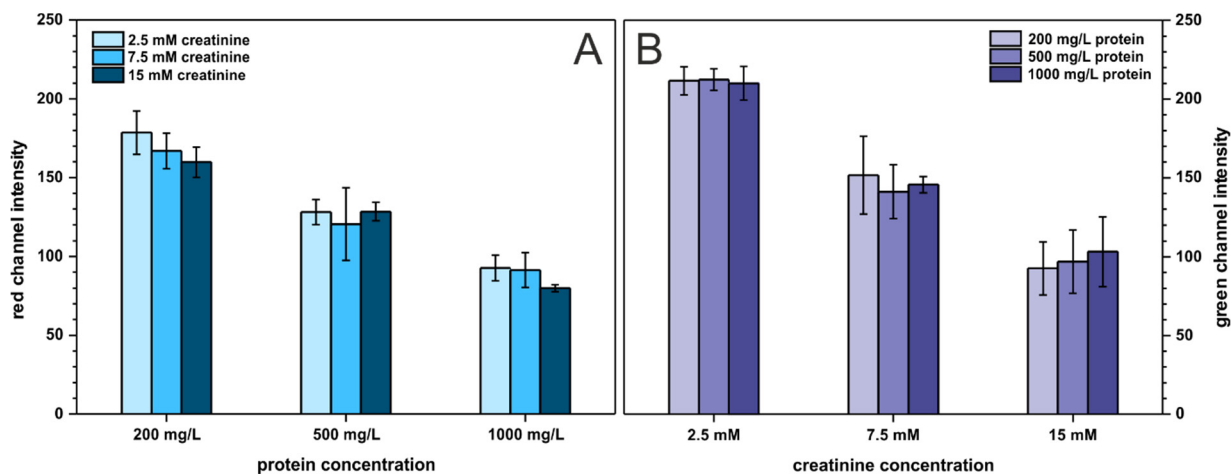 250
200
150
100
50
0
red channel intensity
2.5 mM creatinine
7.5 mM creatinine
15 mM creatinine
A
200 mg/L
500 mg/L
1000 mg/L
protein concentration
B
200 mg/L protein
500 mg/L protein
1000 mg/L protein
2.5 mM
7.5 mM
15 mM
creatinine concentration
250
200
150
100
50
0
green channel intensity